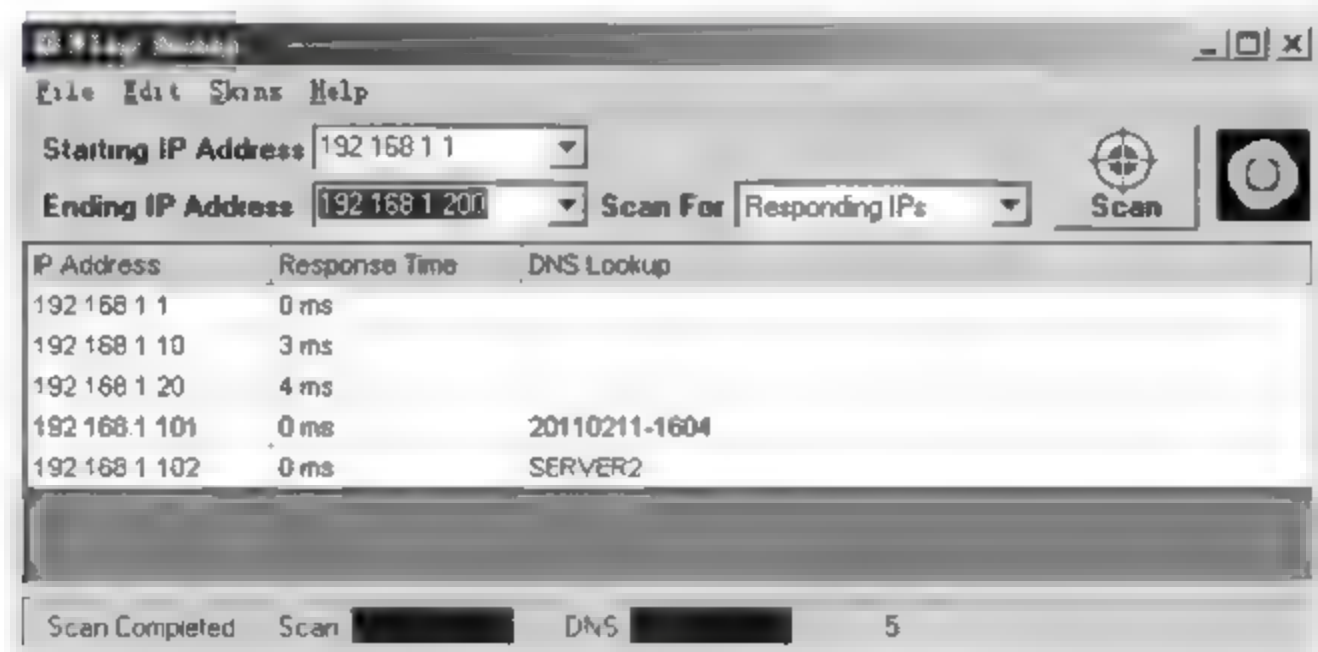 File Edit Skins Help
Starting IP Address 192 168 1 1
Ending IP Address 192 168 1 200 Scan For Responding IPs Scan
IP Address Response Time DNS Lookup
192 168 1 1 0 ms
192 168 1 10 3 ms
192 168 1 20 4 ms
192 168.1 101 0 ms 20110211-1604
192 168 1 102 0 ms SERVER2
Scan Completed Scan DNS 5